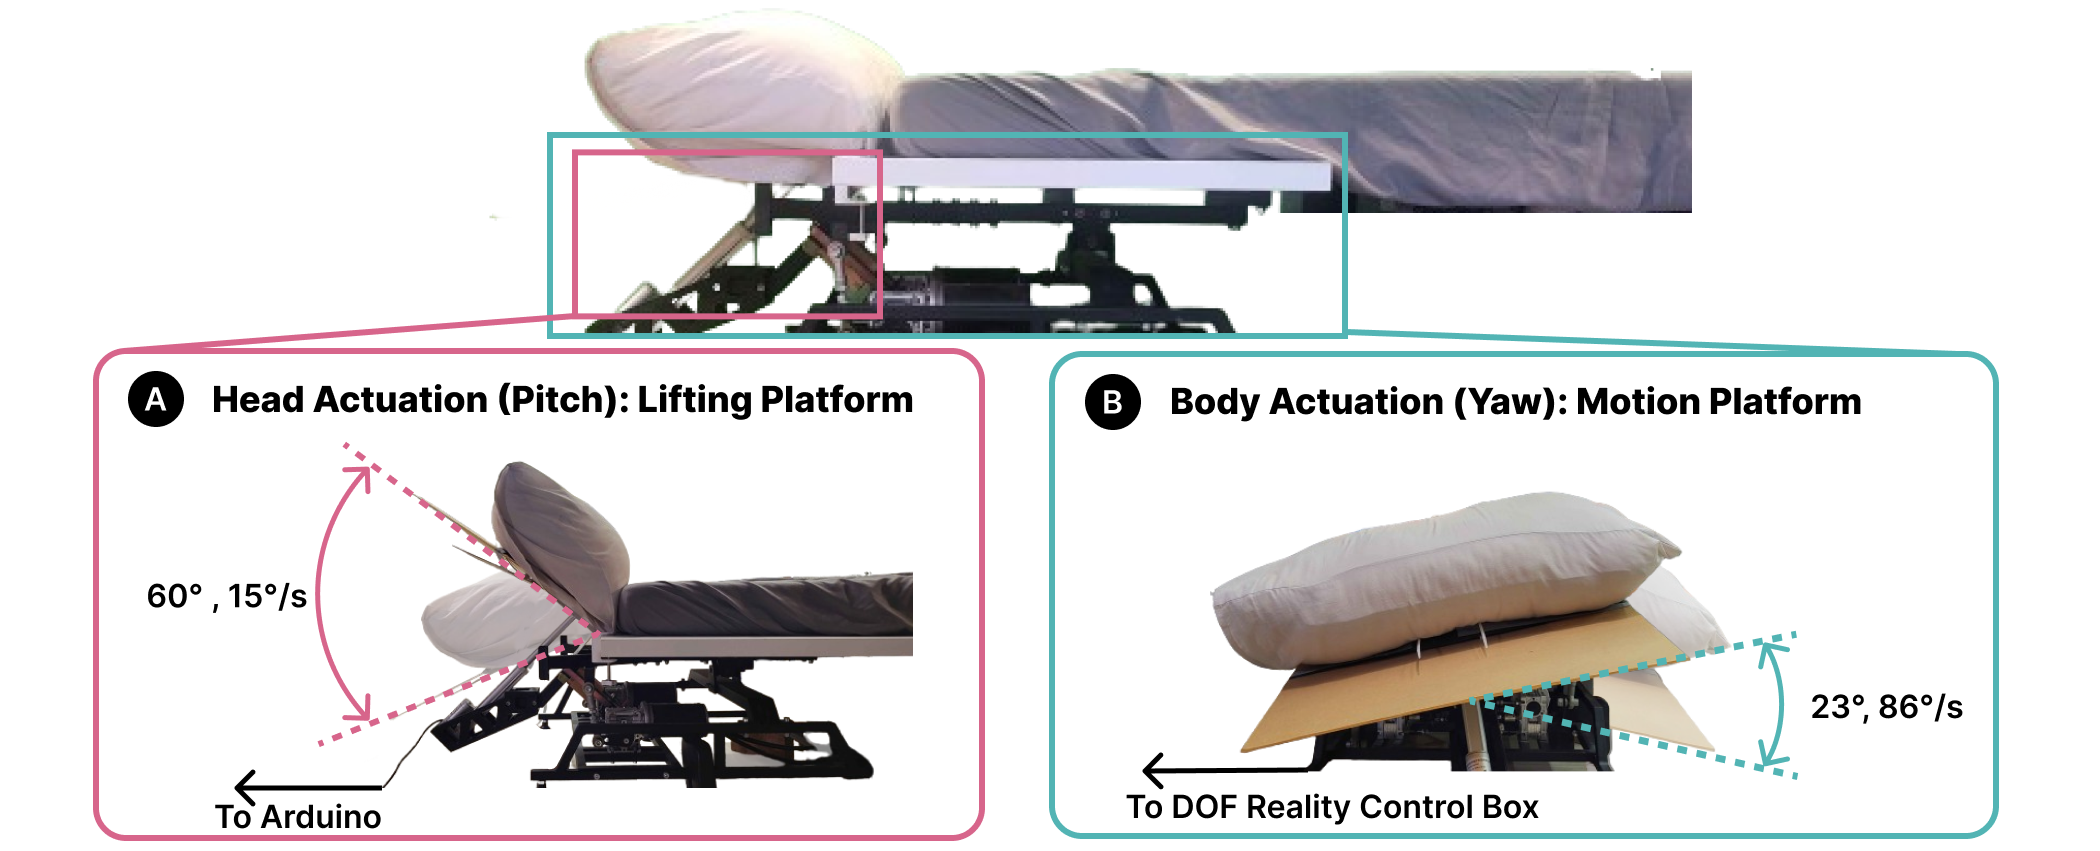 A
Head Actuation (Pitch): Lifting Platform
60° , 15°/s
To Arduino
B
Body Actuation (Yaw): Motion Platform
23°, 86°/s
To DOF Reality Control Box